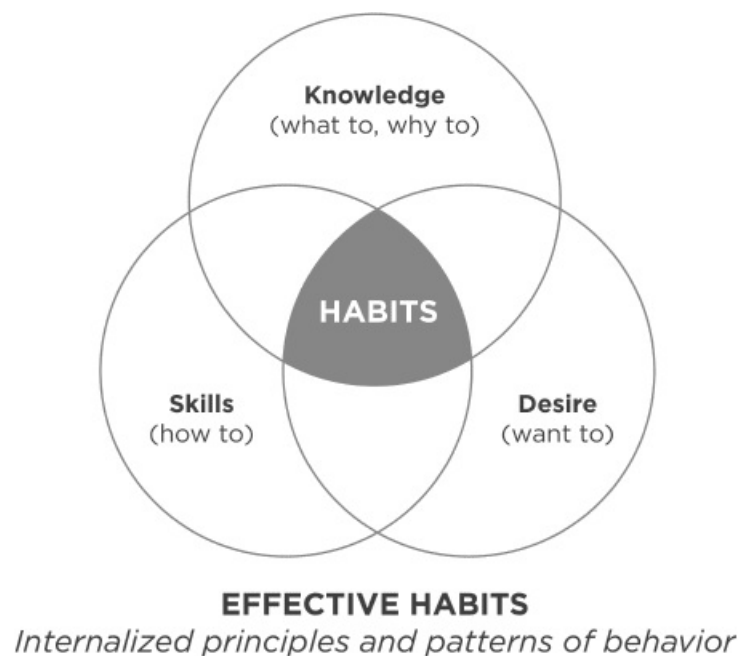 Knowledge
(what to, why to)
HABITS
Skills
(how to)
Desire
(want to)
EFFECTIVE HABITS
Internalized principles and patterns of behavior